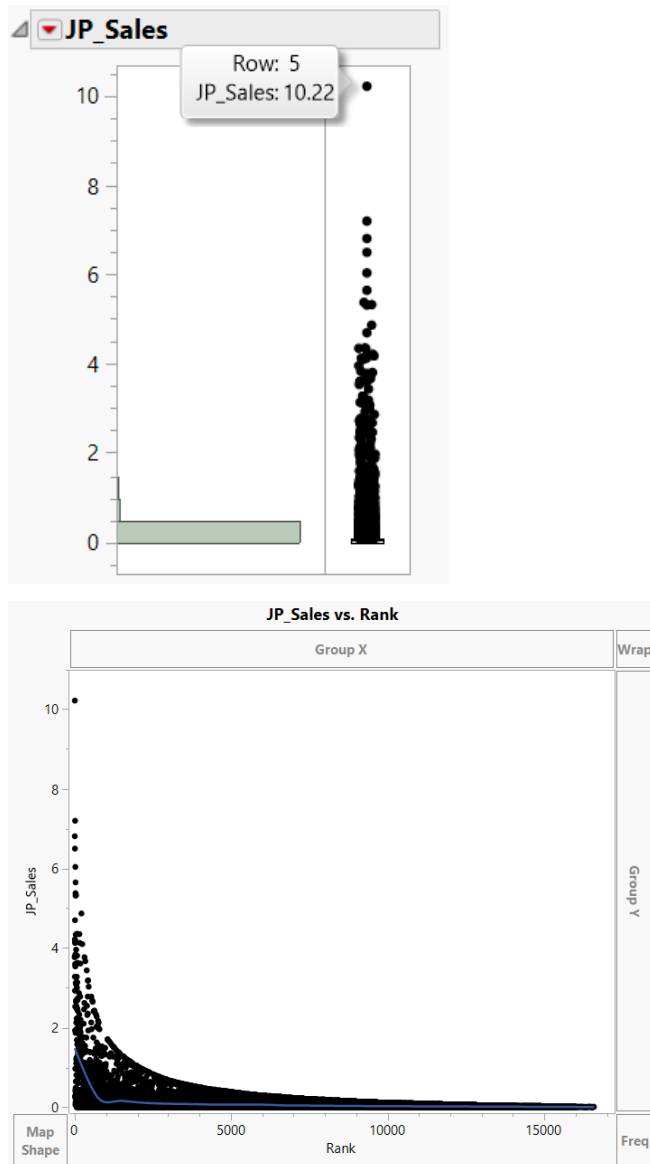 JP_Sales
Row: 5
JP_Sales: 10.22
10
8
6
4
2
0
JP_Sales vs. Rank
Group X
Wrap
10
8
6
4
2
0
JP_Sales
Group Y
Map
Shape
0
5000
10000
15000
Rank
Freq